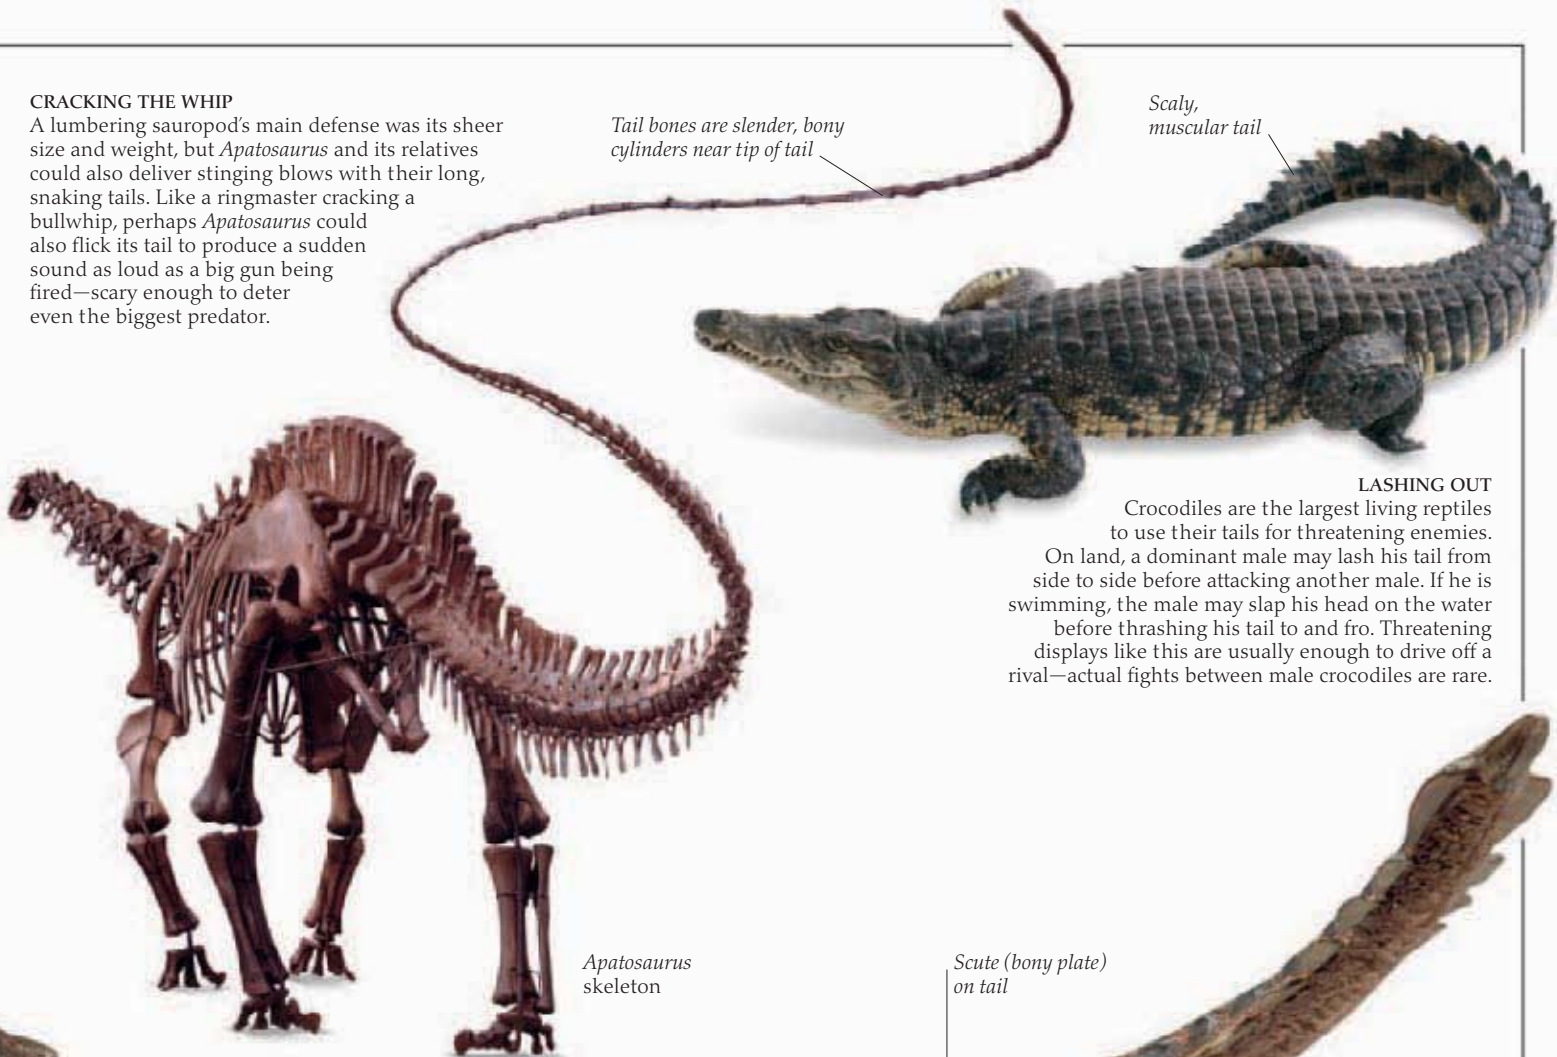 CRACKING THE WHIP
A lumbering sauropod's main defense was its sheer
size and weight, but Apatosaurus and its relatives
could also deliver stinging blows with their long,
snaking tails. Like a ringmaster cracking a
bullwhip, perhaps Apatosaurus could
also flick its tail to produce a sudden
sound as loud as a big gun being
fired—scary enough to deter
even the biggest predator.
Tail bones are slender, bony
cylinders near tip of tail
Scaly,
muscular tail
LASHING OUT
Crocodiles are the largest living reptiles
to use their tails for threatening enemies.
On land, a dominant male may lash his tail from
side to side before attacking another male. If he is
swimming, the male may slap his head on the water
before thrashing his tail to and fro. Threatening
displays like this are usually enough to drive off a
rival—actual fights between male crocodiles are rare.
Apatosaurus
skeleton
Scute (bony plate)
on tail